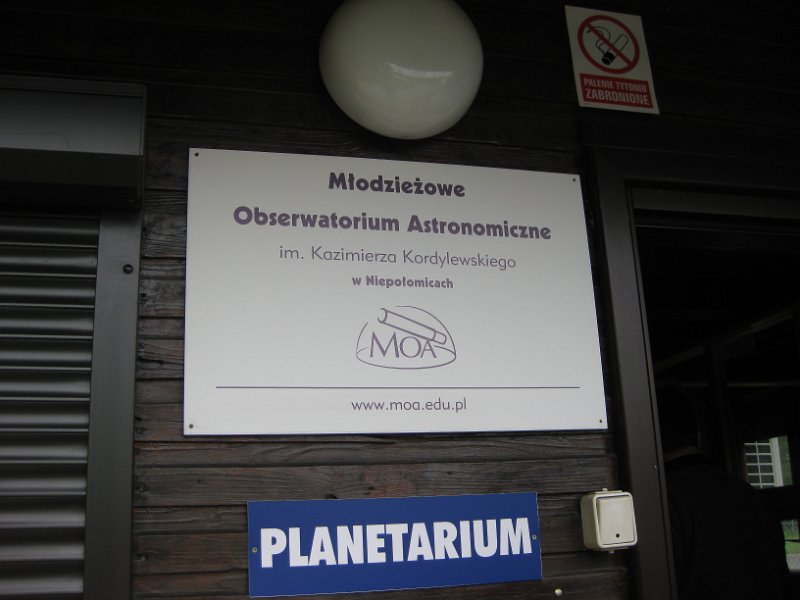 PALENIE TYTONIU
ZABRONIONE
Młodzieżowe
Obserwatorium Astronomiczne
im. Kazimierza Kordylewskiego
w Niepołomicach
MOA
www.moa.edu.pl
PLANETARIUM